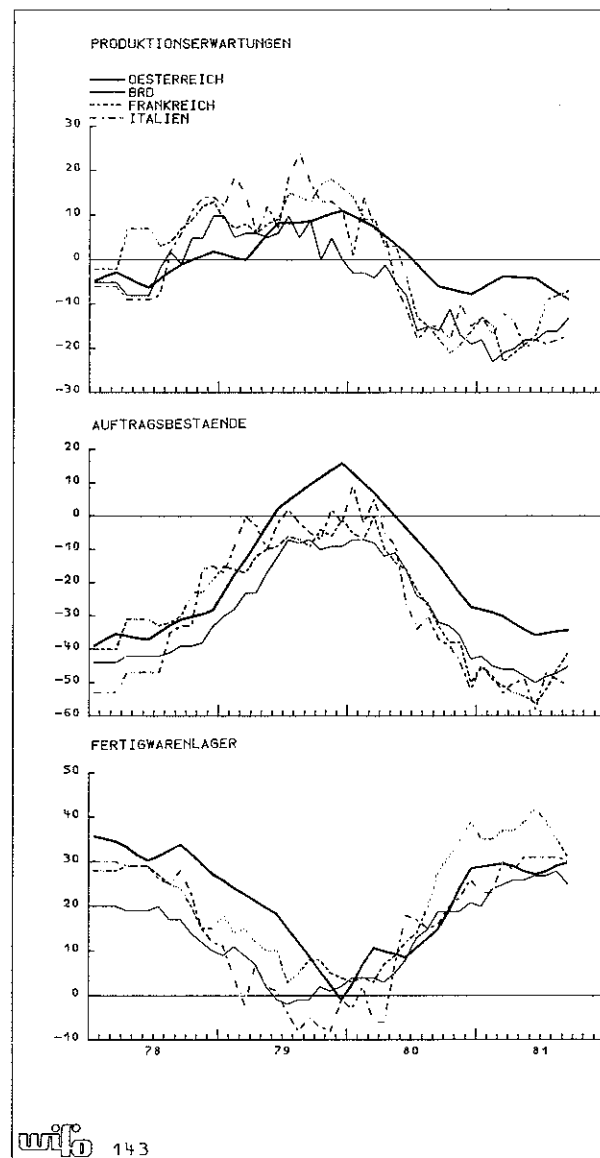 PRODUKTIONSERWARTUNGEN
OESTERREICH
BRD
FRANKREICH
ITALIEN
30
20
10
0
-10
-20
-30
AUFTRAGSBESTAENDE
20
10
0
-10
-20
-30
-40
-50
-60
FERTIGWARENLAGER
50
40
30
20
10
0
-10
78 79 80 81
wifo 143